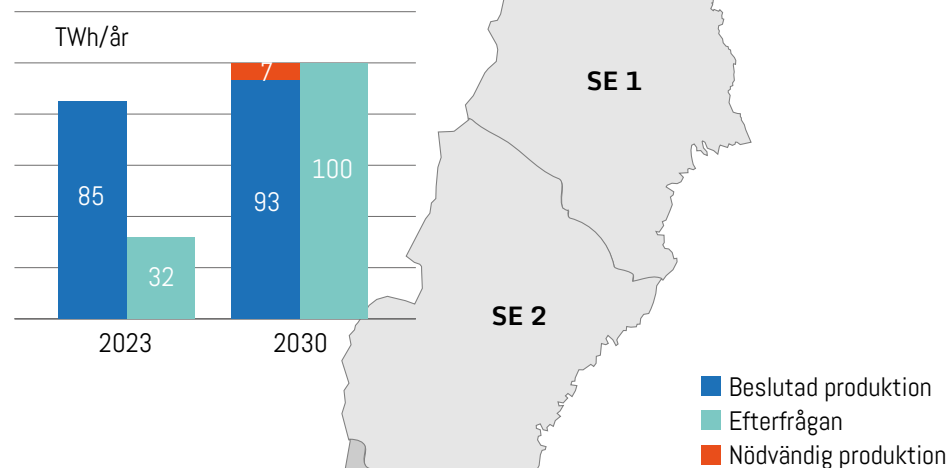 TWh/år
7
85
32
93
100
2023
2030
SE 1
SE 2
Beslutad produktion
Efterfrågan
Nödvändig produktion